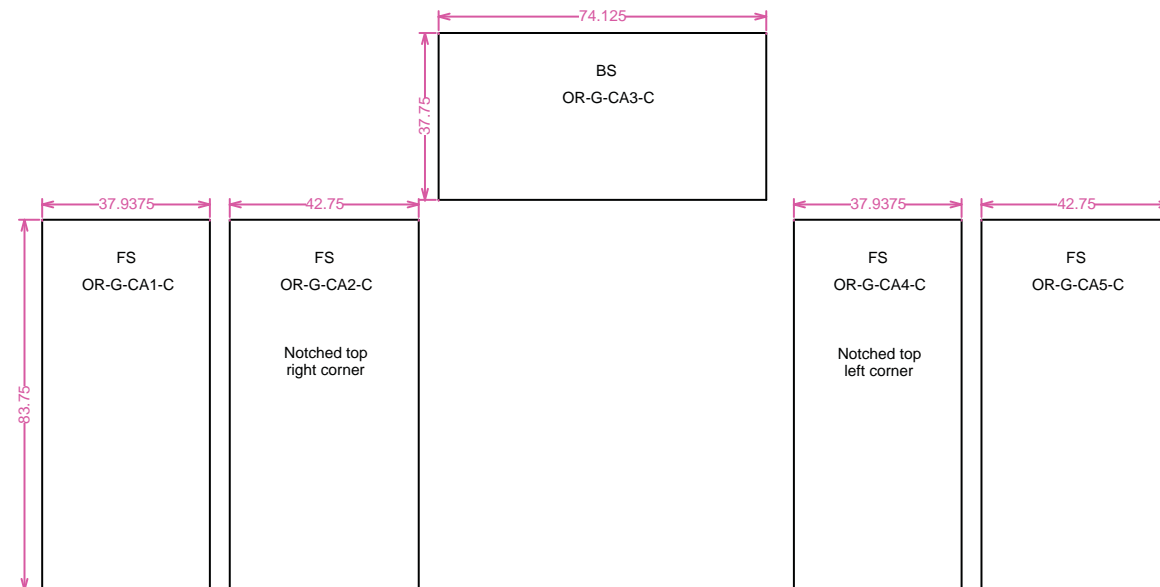 74.125
37.75
BS
OR-G-CA3-C
37.9375
42.75
37.9375
42.75
83.75
FS
OR-G-CA1-C
FS
OR-G-CA2-C
Notched top
right corner
FS
OR-G-CA4-C
Notched top
left corner
FS
OR-G-CA5-C